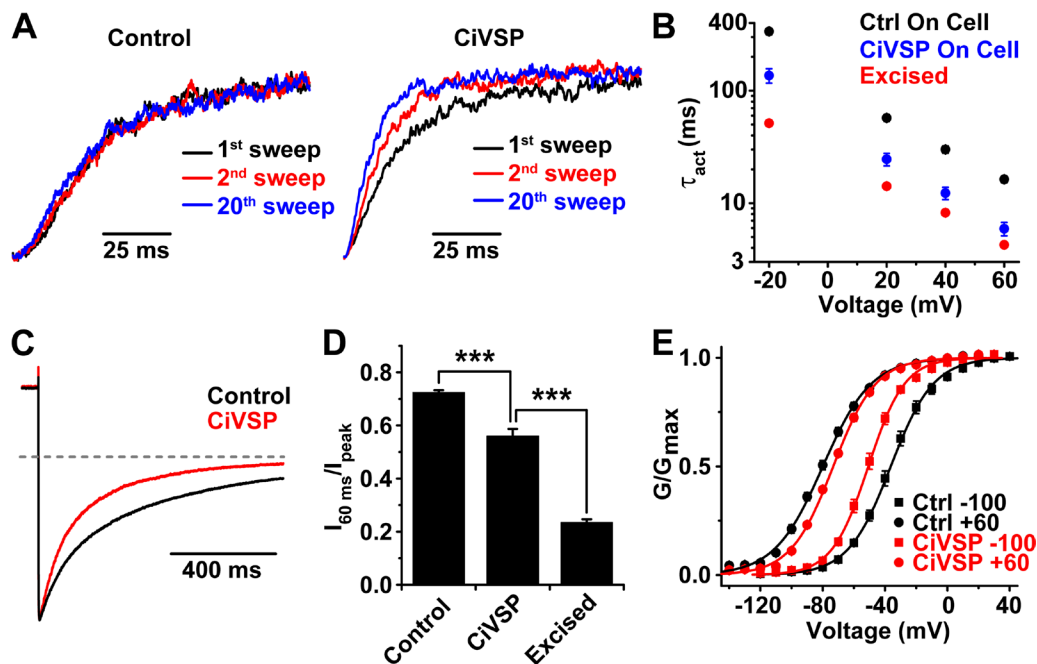 A
Control
CiVSP
1st sweep
2nd sweep
20th sweep
25 ms
1st sweep
2nd sweep
20th sweep
25 ms
B
Ctrl On Cell
CiVSP On Cell
Excised
τact (ms)
400
100
10
3
-20
0
20
40
60
Voltage (mV)
C
Control
CiVSP
400 ms
D
***
***
I60 ms/Ipeak
0.8
0.6
0.4
0.2
0.0
Control
CiVSP
Excised
E
G/Gmax
1.0
0.5
0.0
Ctrl -100
Ctrl +60
CiVSP -100
CiVSP +60
-120
-80
-40
0
40
Voltage (mV)